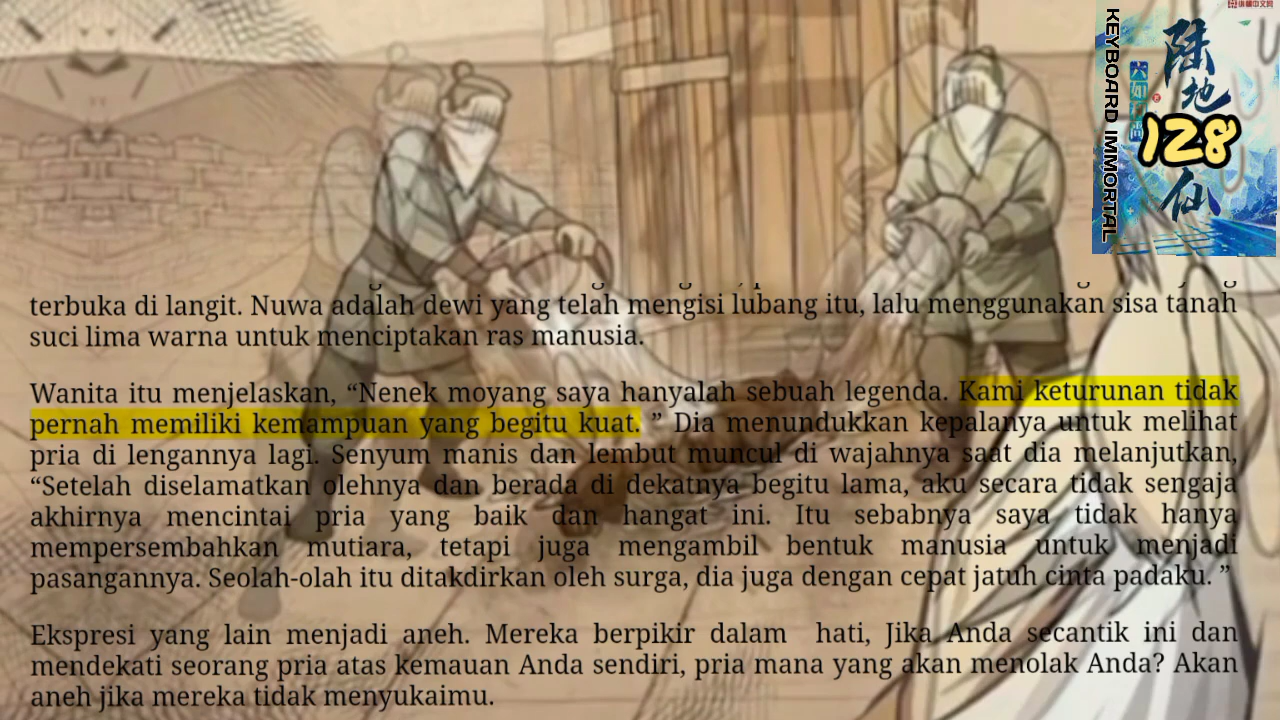 terbuka di langit. Nuwa adalah dewi yang telah mengisi lubang itu, lalu menggunakan sisa tanah
suci lima warna untuk menciptakan ras manusia.
Wanita itu menjelaskan, “Nenek moyang saya hanyalah sebuah legenda. Kami keturunan tidak
pernah memiliki kemampuan yang begitu kuat. ” Dia menundukkan kepalanya untuk melihat
pria di lengannya lagi. Senyum manis dan lembut muncul di wajahnya saat dia melanjutkan,
“Setelah diselamatkan olehnya dan berada di dekatnya begitu lama, aku secara tidak sengaja
akhirnya mencintai pria yang baik dan hangat ini. Itu sebabnya saya tidak hanya
mempersembahkan mutiara, tetapi juga mengambil bentuk manusia untuk menjadi
pasangannya. Seolah-olah itu ditakdirkan oleh surga, dia juga dengan cepat jatuh cinta padaku. ”
Ekspresi yang lain menjadi aneh. Mereka berpikir dalam hati, Jika Anda secantik ini dan
mendekati seorang pria atas kemauan Anda sendiri, pria mana yang akan menolak Anda? Akan
aneh jika mereka tidak menyukaimu.
KEYBOARD IMMORTAL
陆地
仙
128